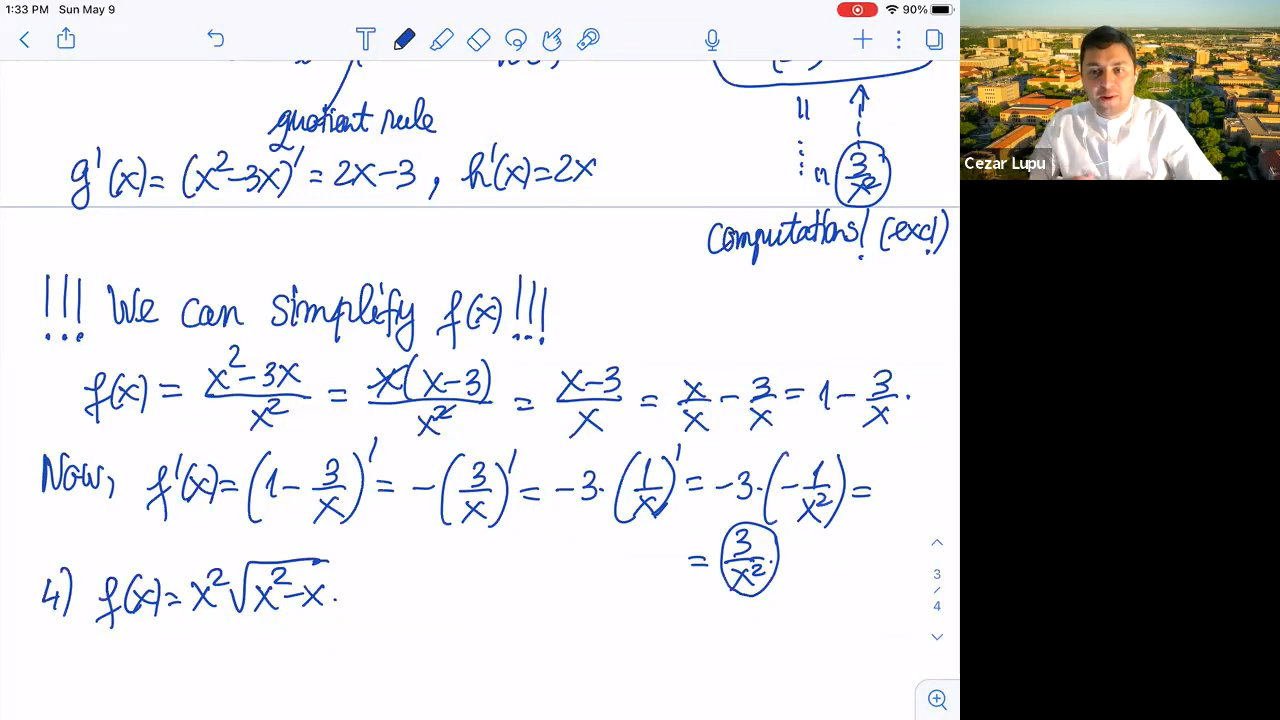 1:33 PM Sun May 9
90%
Cezar Lupu
quotient rule
g'(x) = (x²-3x)' = 2x-3, h'(x)=2x
3/x²
Computations! (exc!)
!!! We can simplify f(x) !!!
f(x) = (x²-3x)/x² = x(x-3)/x² = (x-3)/x = x/x - 3/x = 1 - 3/x.
Now, f'(x) = (1 - 3/x)' = -(3/x)' = -3·(1/x)' = -3·(-1/x²) =
= 3/x².
4) f(x) = x²√(x²-x).
3
/
4